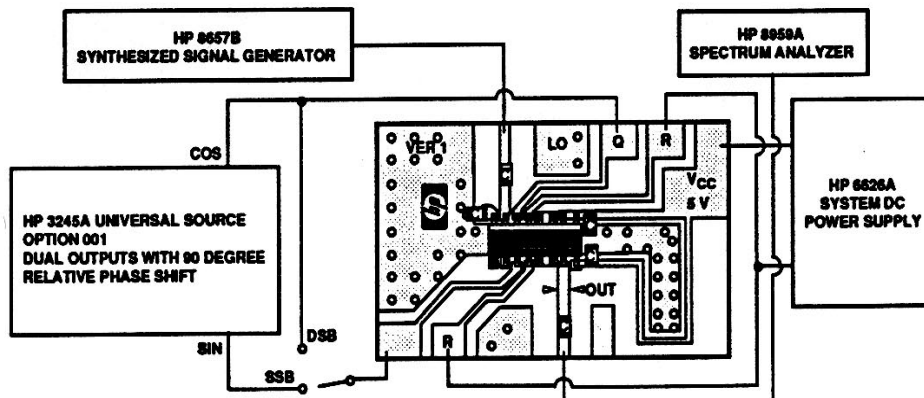 HP 8657B
SYNTHESIZED SIGNAL GENERATOR
HP 8959A
SPECTRUM ANALYZER
COS
HP 3245A UNIVERSAL SOURCE
OPTION 001
DUAL OUTPUTS WITH 90 DEGREE
RELATIVE PHASE SHIFT
SIN
DSB
SSB
VER 1
hp
LO
Q
R
VCC
5 V
OUT
R
HP 6626A
SYSTEM DC
POWER SUPPLY